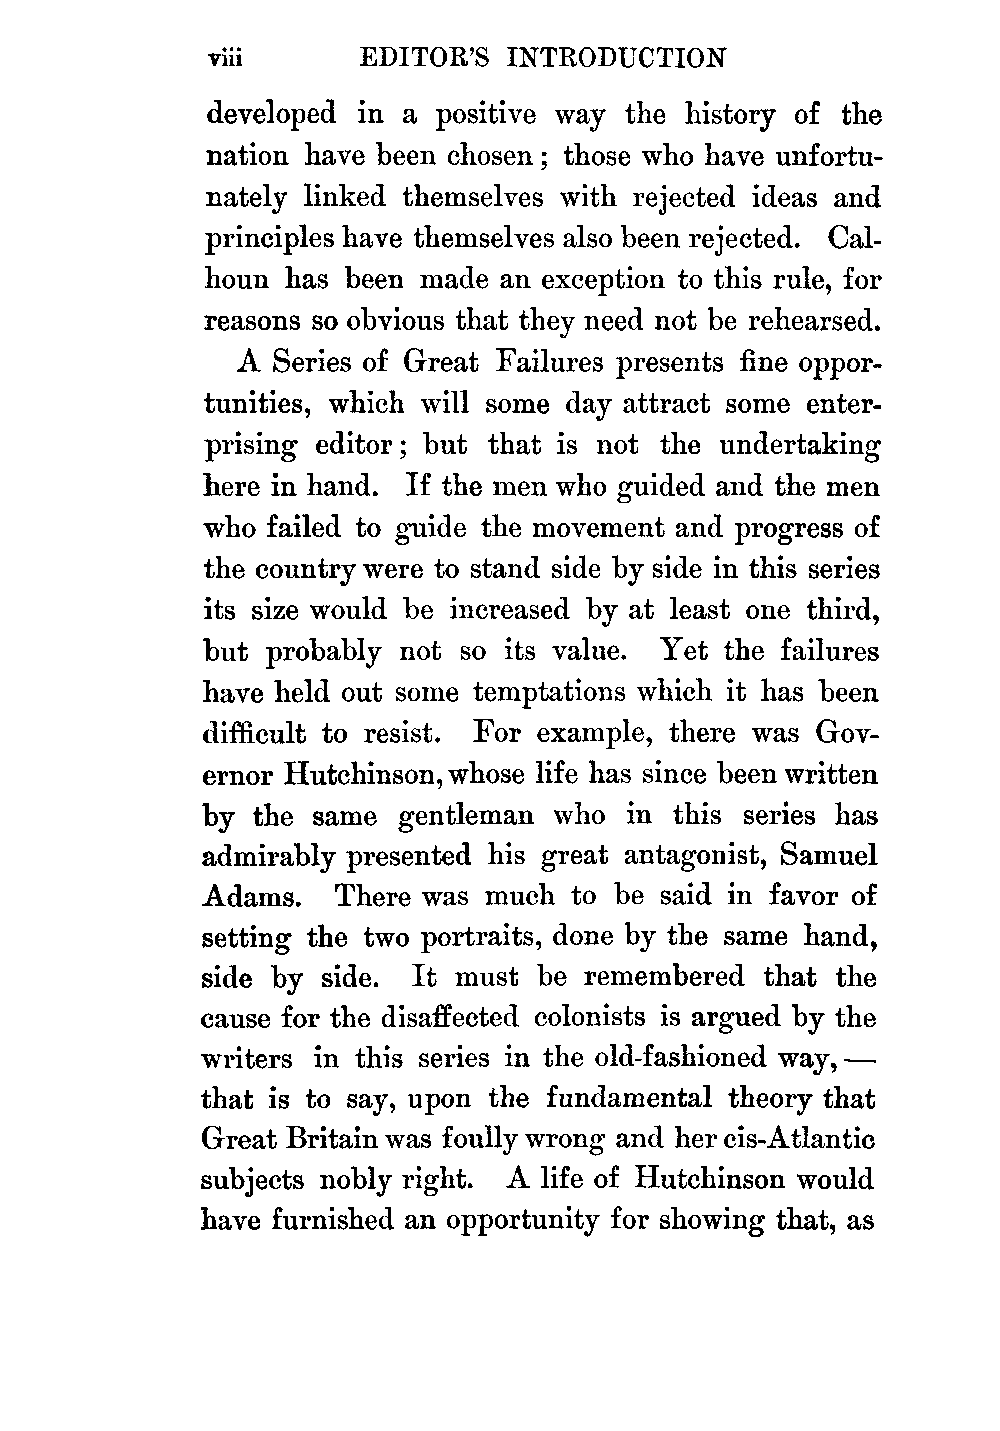 viii EDITOR'S INTRODUCTION
developed in a positive way the history of the
nation have been chosen; those who have unfortu-
nately linked themselves with rejected ideas and
principles have themselves also been rejected. Cal-
houn has been made an exception to this rule, for
reasons so obvious that they need not be rehearsed.
A Series of Great Failures presents fine oppor-
tunities, which will some day attract some enter-
prising editor; but that is not the undertaking
here in hand. If the men who guided and the men
who failed to guide the movement and progress of
the country were to stand side by side in this series
its size would be increased by at least one third,
but probably not so its value. Yet the failures
have held out some temptations which it has been
difficult to resist. For example, there was Gov-
ernor Hutchinson, whose life has since been written
by the same gentleman who in this series has
admirably presented his great antagonist, Samuel
Adams. There was much to be said in favor of
setting the two portraits, done by the same hand,
side by side. It must be remembered that the
cause for the disaffected colonists is argued by the
writers in this series in the old-fashioned way,—
that is to say, upon the fundamental theory that
Great Britain was foully wrong and her cis-Atlantic
subjects nobly right. A life of Hutchinson would
have furnished an opportunity for showing that, as